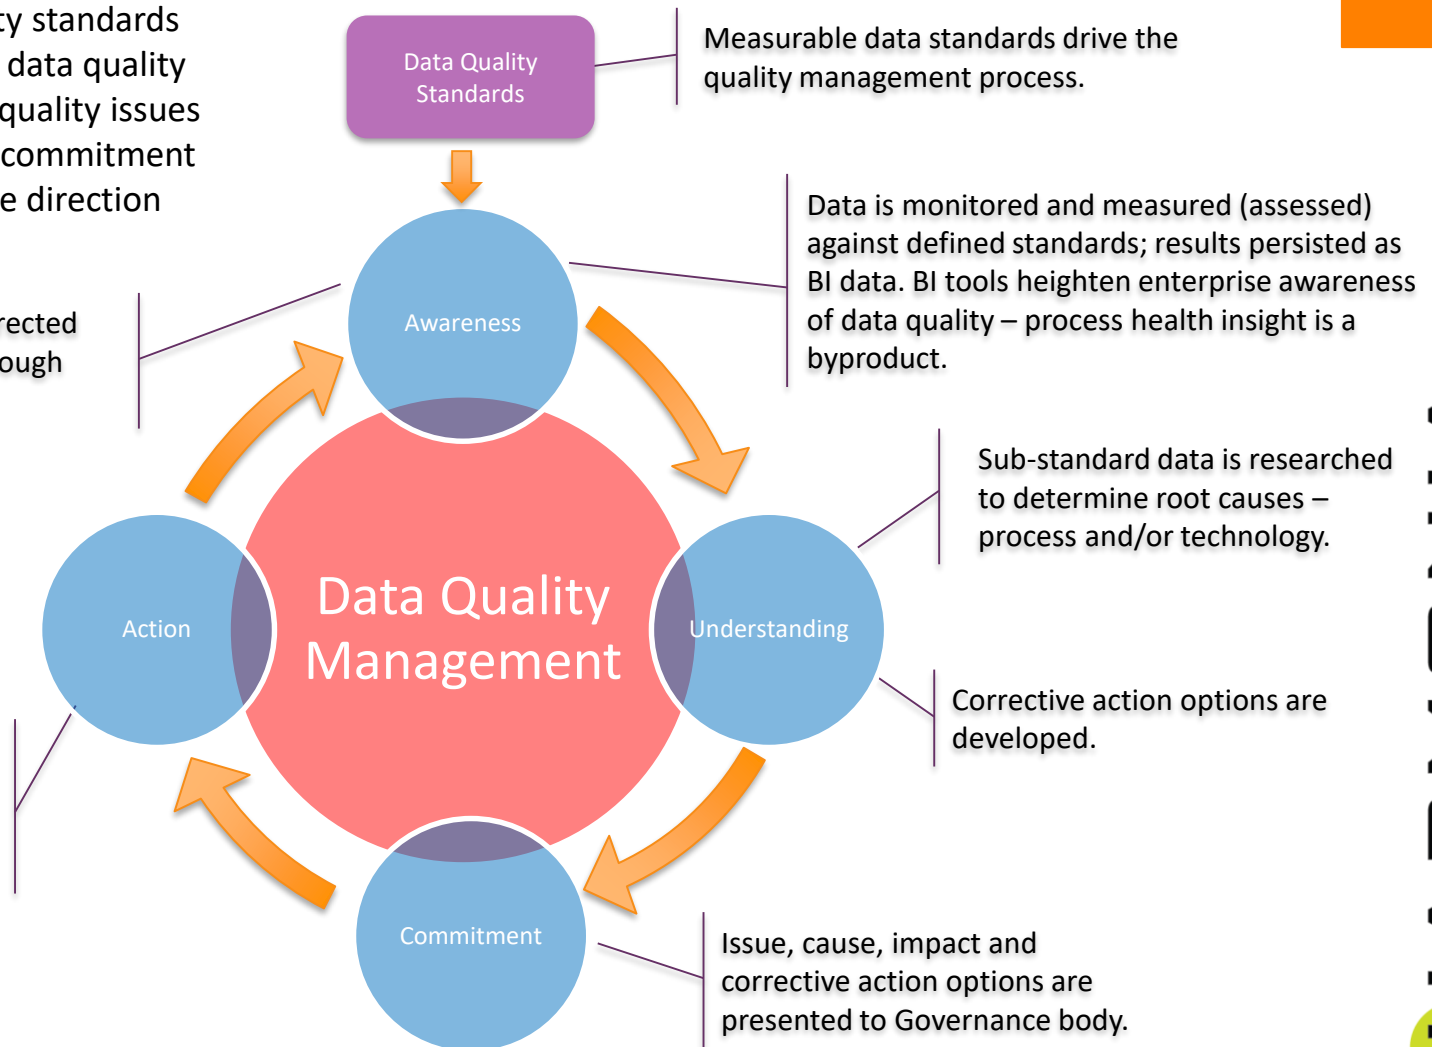 ty standards
data quality
quality issues
commitment
e direction
Data Quality
Standards
Measurable data standards drive the
quality management process.
Awareness
Data is monitored and measured (assessed)
against defined standards; results persisted as
BI data. BI tools heighten enterprise awareness
of data quality – process health insight is a
byproduct.
rected
ough
Sub-standard data is researched
to determine root causes –
process and/or technology.
Data Quality
Management
Action
Understanding
Corrective action options are
developed.
Commitment
Issue, cause, impact and
corrective action options are
presented to Governance body.